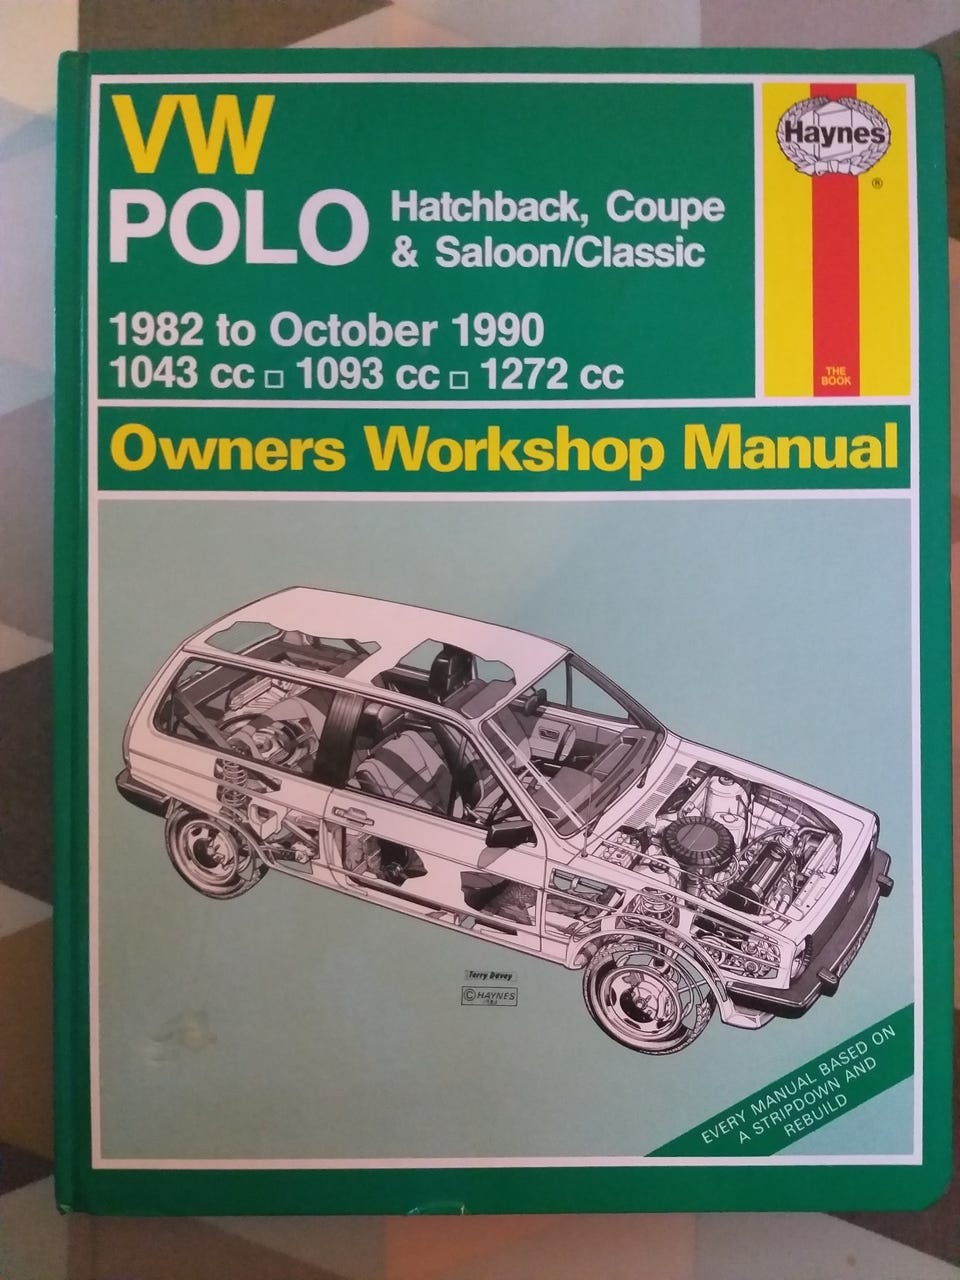 VW
POLO
Hatchback, Coupe
& Saloon/Classic
1982 to October 1990
1043 cc □ 1093 cc □ 1272 cc
Haynes
®
THE
BOOK
Owners Workshop Manual
Terry Davey
© HAYNES
EVERY MANUAL BASED ON
A STRIPDOWN AND
REBUILD